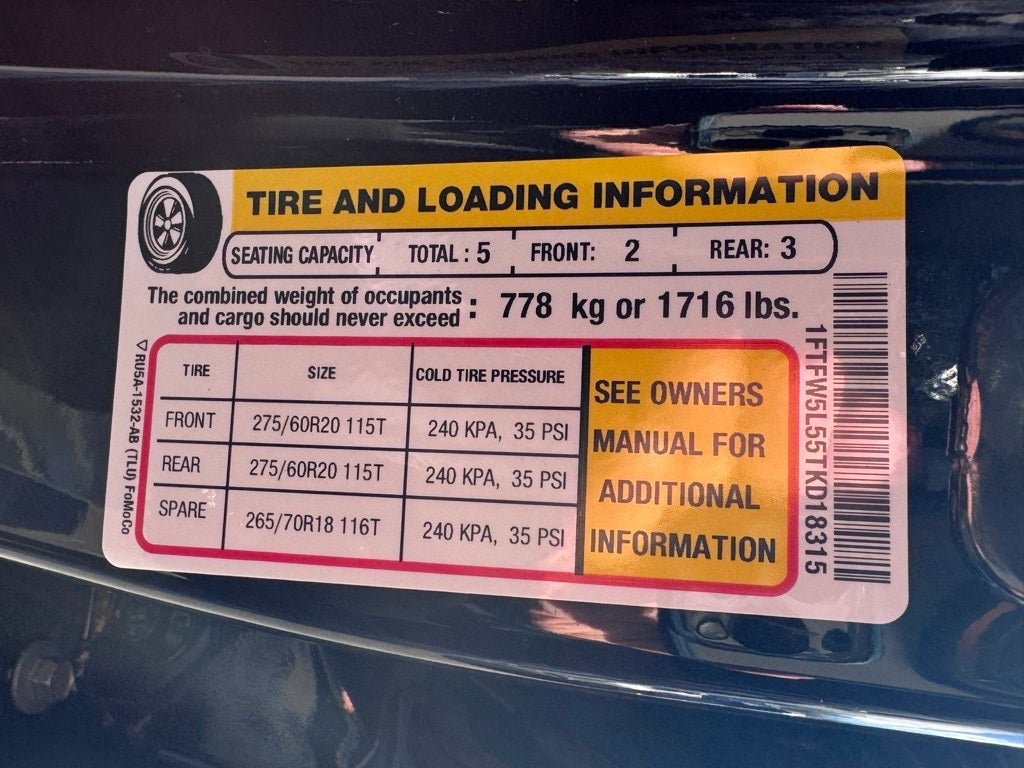 TIRE AND LOADING INFORMATION
SEATING CAPACITY TOTAL : 5 FRONT: 2 REAR: 3
The combined weight of occupants
and cargo should never exceed : 778 kg or 1716 lbs.
TIRE SIZE COLD TIRE PRESSURE
FRONT 275/60R20 115T 240 KPA, 35 PSI
REAR 275/60R20 115T 240 KPA, 35 PSI
SPARE 265/70R18 116T 240 KPA, 35 PSI
SEE OWNERS
MANUAL FOR
ADDITIONAL
INFORMATION
1FTFW5L55TKD18315
▽ RU5A-1532-AB (TLU) FoMoCo